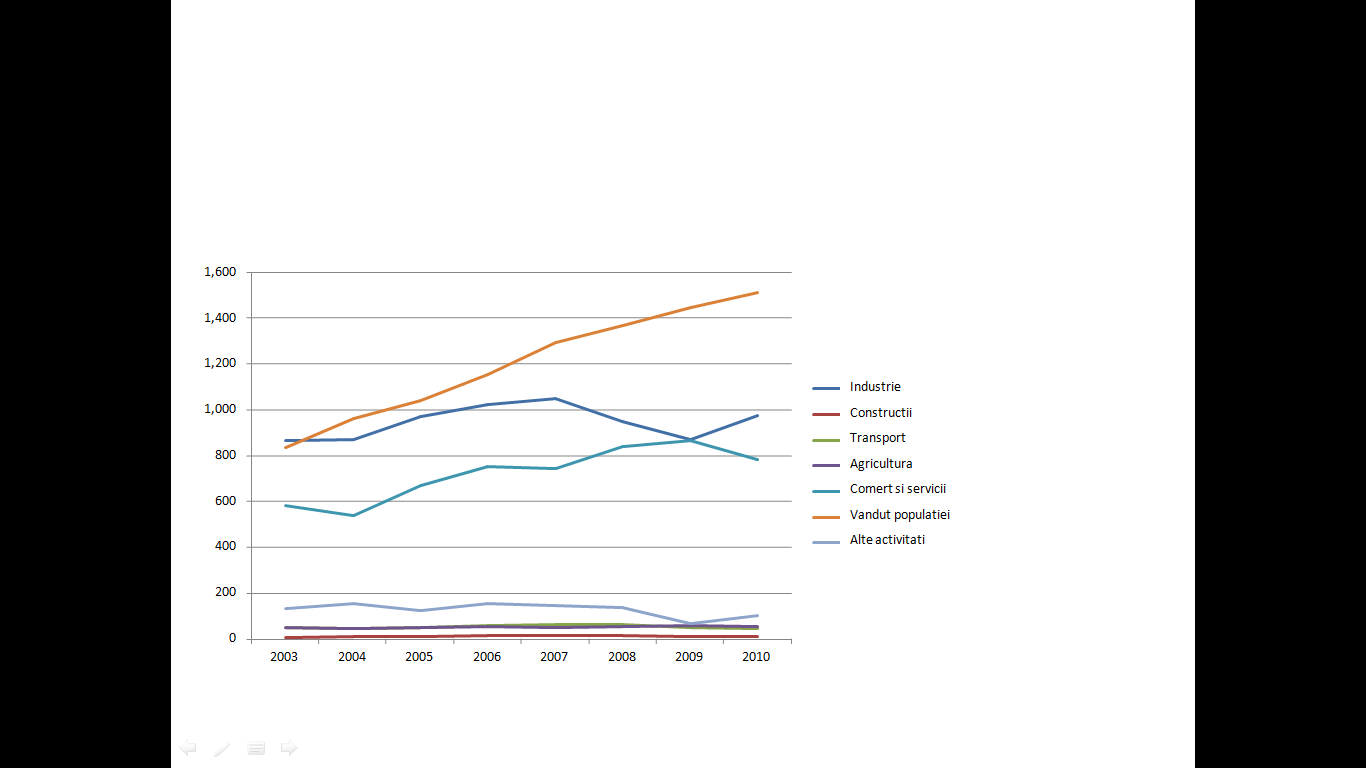 1,600
1,400
1,200
1,000
800
600
400
200
0
2003 2004 2005 2006 2007 2008 2009 2010
Industrie
Constructii
Transport
Agricultura
Comert si servicii
Vandut populatiei
Alte activitati